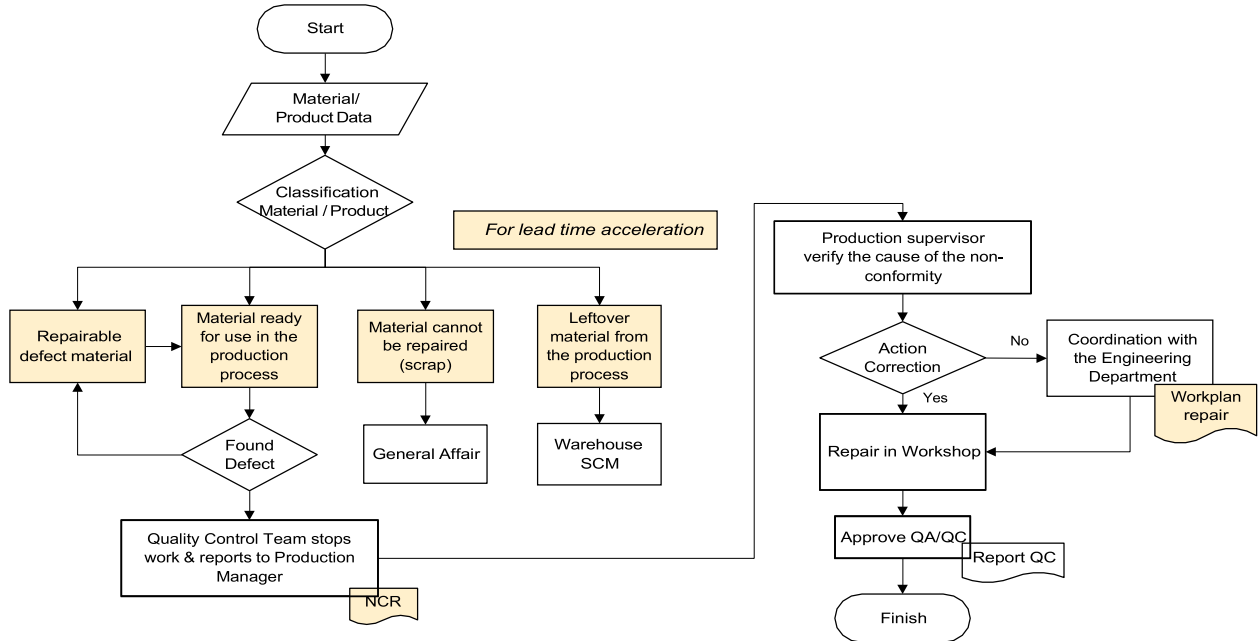 Start
Material/
Product Data
Classification
Material / Product
For lead time acceleration
Repairable
defect material
Material ready
for use in the
production
process
Material cannot
be repaired
(scrap)
Leftover
material from
the production
process
Found
Defect
General Affair
Warehouse
SCM
Quality Control Team stops
work & reports to Production
Manager
NCR
Production supervisor
verify the cause of the non-
conformity
Action
Correction
No
Yes
Coordination with
the Engineering
Department
Workplan
repair
Repair in Workshop
Approve QA/QC
Report QC
Finish